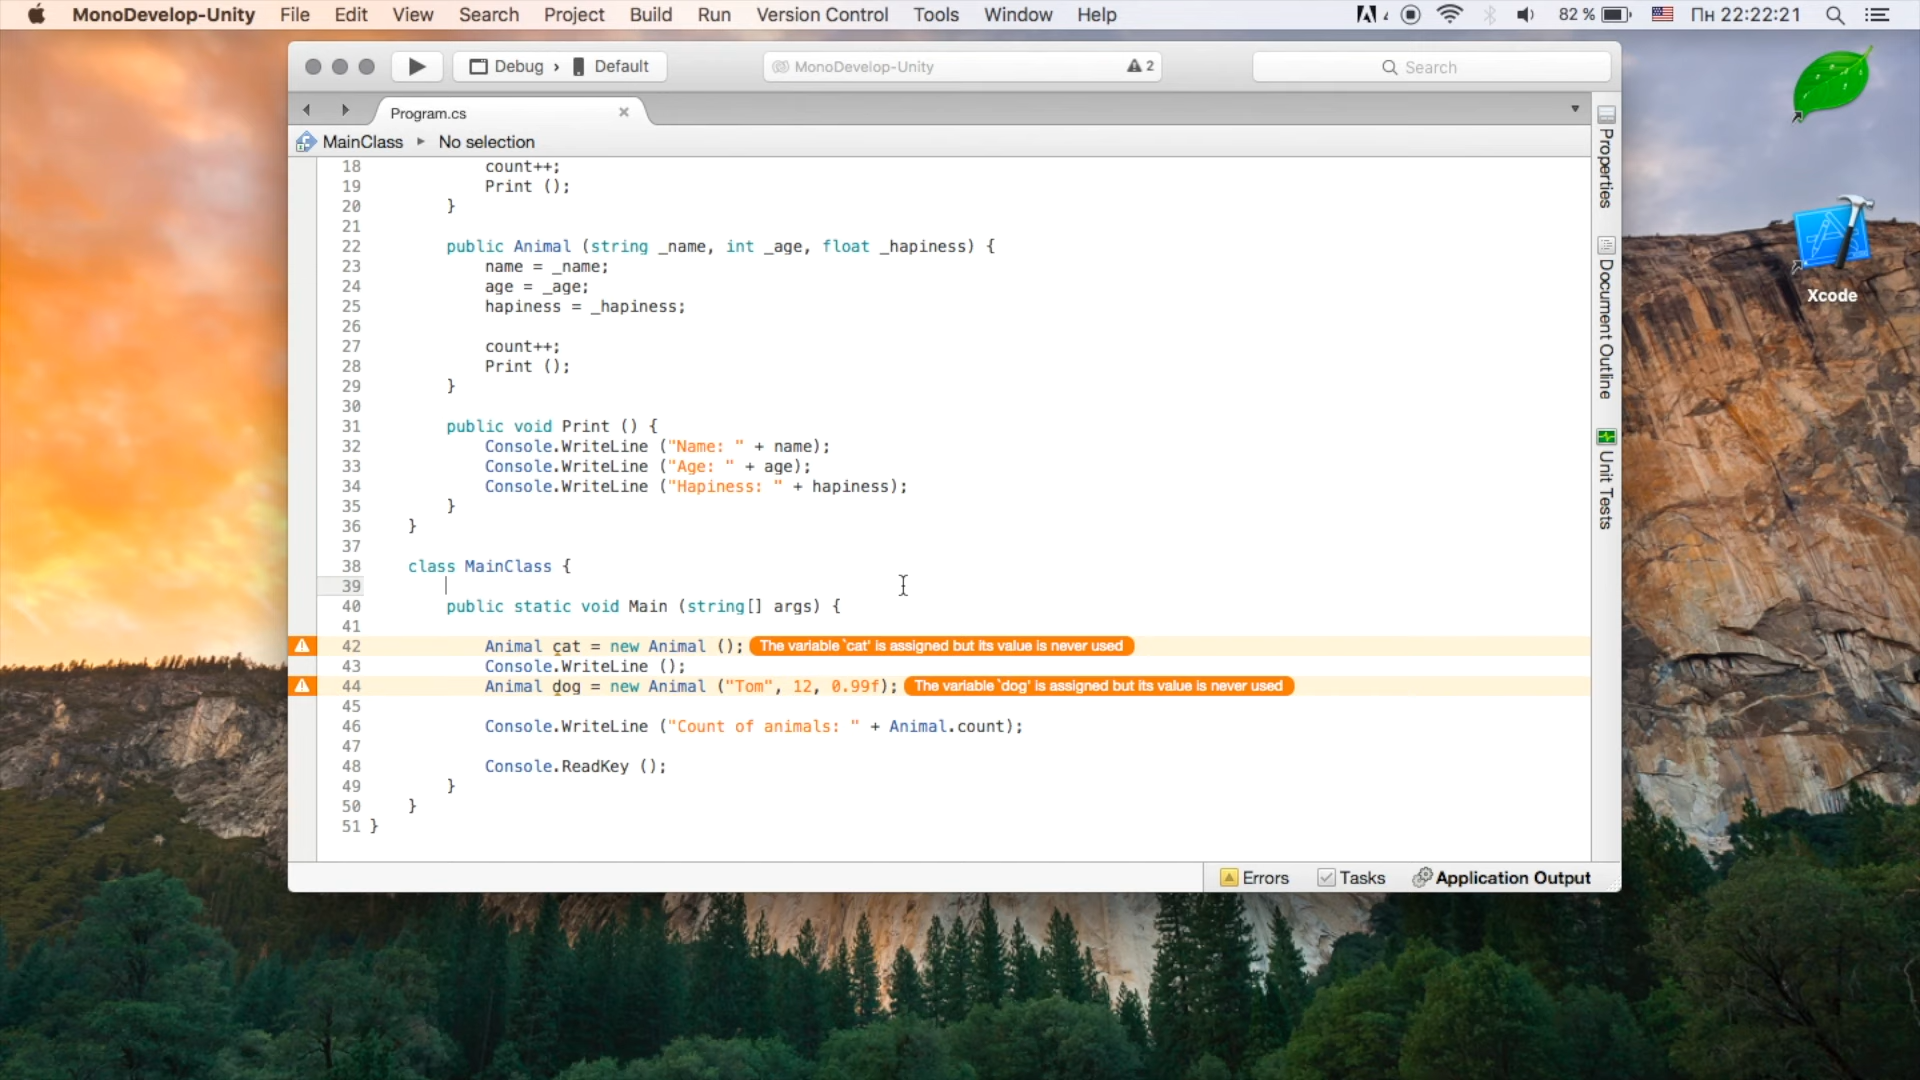 MonoDevelop-Unity File Edit View Search Project Build Run Version Control Tools Window Help 82 % Пн 22:22:21
Debug › Default MonoDevelop-Unity 2 Search
Program.cs
MainClass ▸ No selection
18 count++;
19 Print ();
20 }
21
22 public Animal (string _name, int _age, float _hapiness) {
23 name = _name;
24 age = _age;
25 hapiness = _hapiness;
26
27 count++;
28 Print ();
29 }
30
31 public void Print () {
32 Console.WriteLine ("Name: " + name);
33 Console.WriteLine ("Age: " + age);
34 Console.WriteLine ("Hapiness: " + hapiness);
35 }
36 }
37
38 class MainClass {
39
40 public static void Main (string[] args) {
41
42 Animal cat = new Animal (); The variable `cat' is assigned but its value is never used
43 Console.WriteLine ();
44 Animal dog = new Animal ("Tom", 12, 0.99f); The variable `dog' is assigned but its value is never used
45
46 Console.WriteLine ("Count of animals: " + Animal.count);
47
48 Console.ReadKey ();
49 }
50 }
51 }
Properties
Document Outline
Unit Tests
Errors Tasks Application Output
Xcode